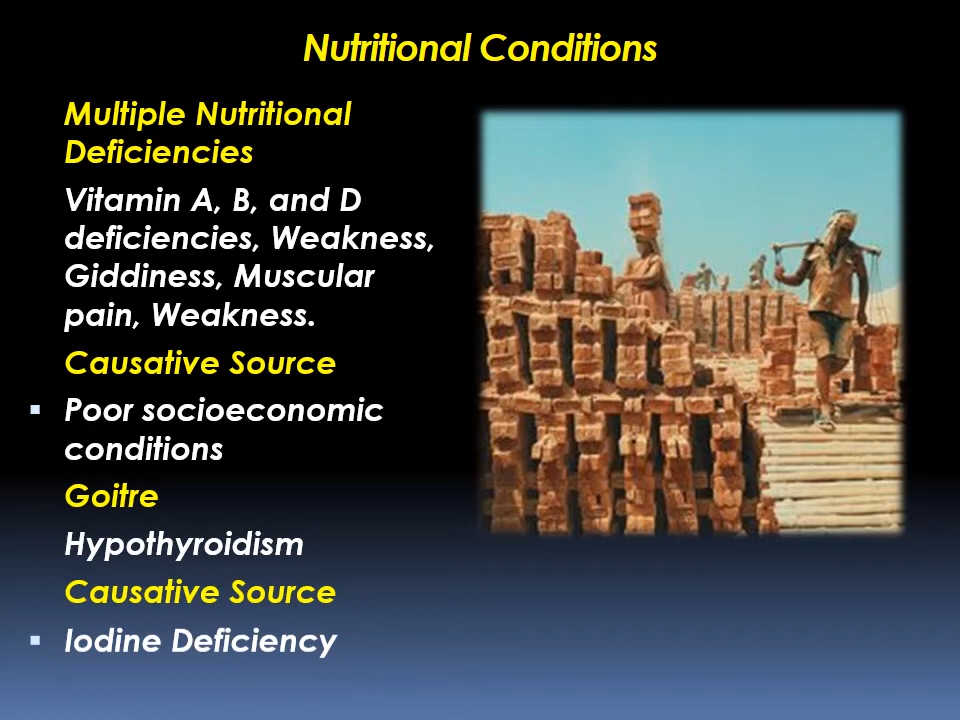 Nutritional Conditions
Multiple Nutritional
Deficiencies
Vitamin A, B, and D
deficiencies, Weakness,
Giddiness, Muscular
pain, Weakness.
Causative Source
▪ Poor socioeconomic
conditions
Goitre
Hypothyroidism
Causative Source
▪ Iodine Deficiency